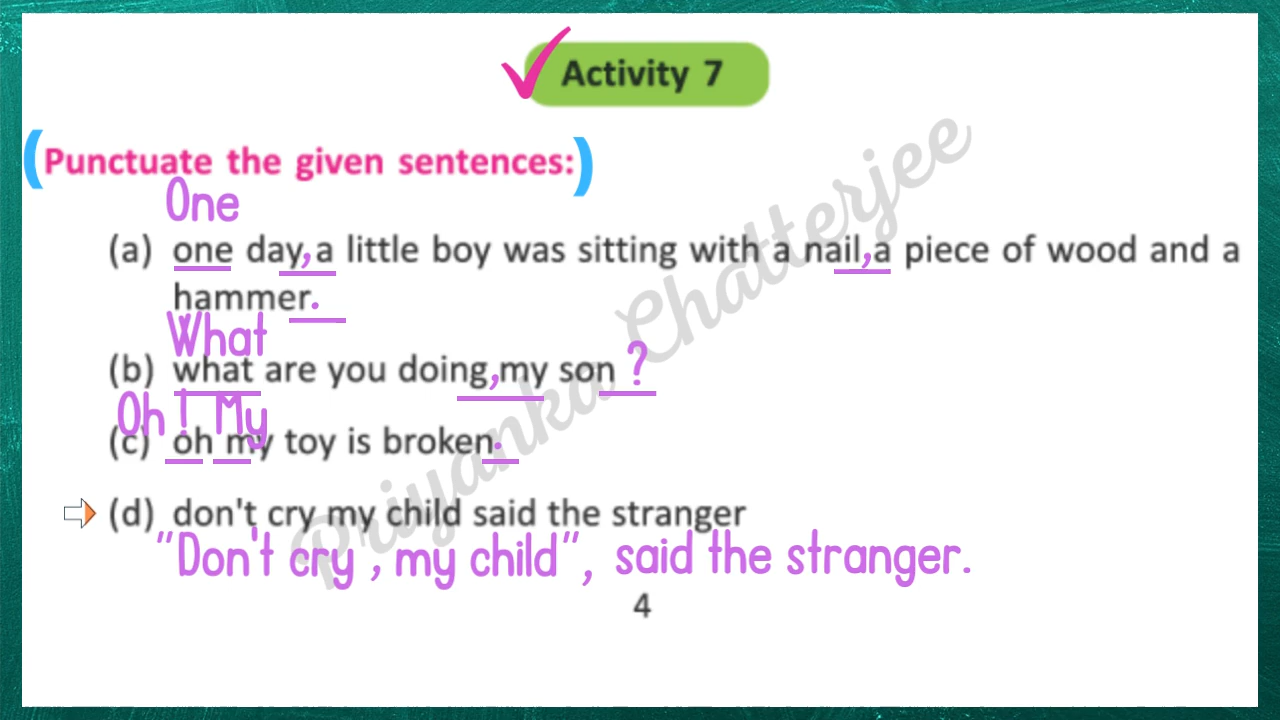 Activity 7
(Punctuate the given sentences:)
One
(a) one day,a little boy was sitting with a nail,a piece of wood and a
hammer.
What
(b) what are you doing,my son ?
Oh ! My
(c) oh my toy is broken.
(d) don't cry my child said the stranger
"Don't cry , my child", said the stranger.
4
Priyanka Chatterjee